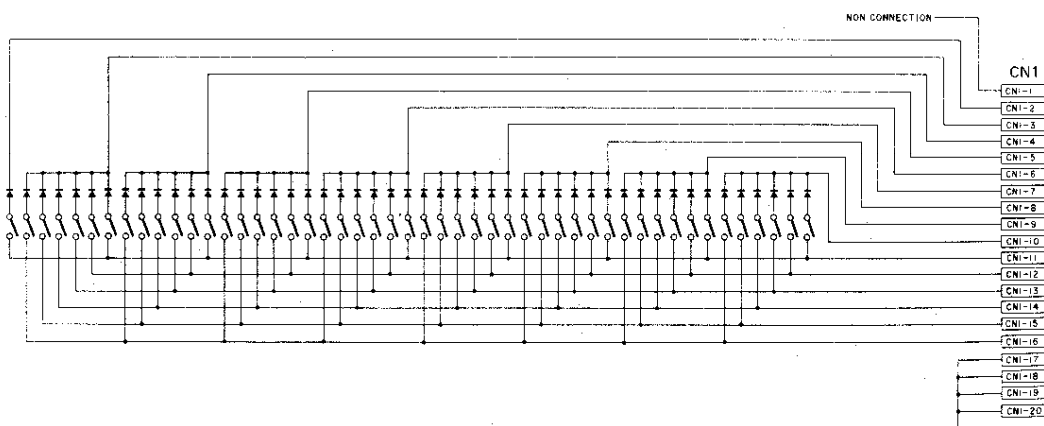 NON CONNECTION
CN1
CN1-1
CN1-2
CN1-3
CN1-4
CN1-5
CN1-6
CN1-7
CN1-8
CN1-9
CN1-10
CN1-11
CN1-12
CN1-13
CN1-14
CN1-15
CN1-16
CN1-17
CN1-18
CN1-19
CN1-20